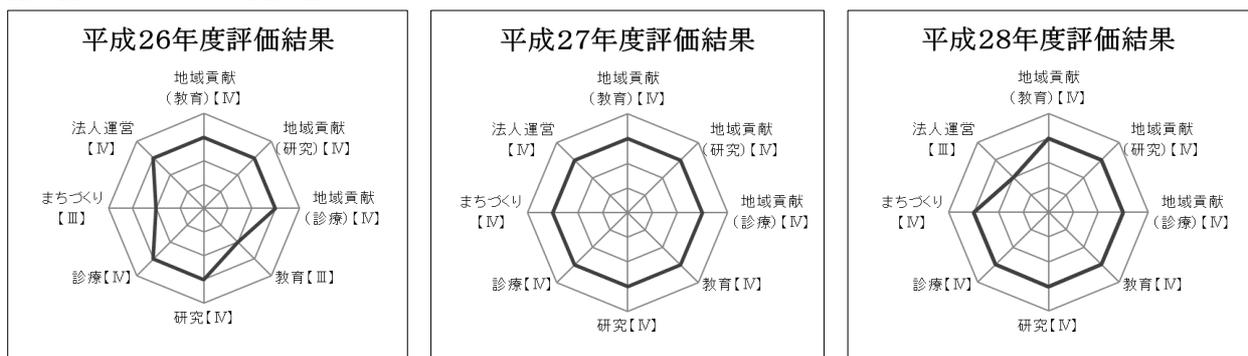 平成26年度評価結果
地域貢献
(教育)【Ⅳ】
法人運営
【Ⅳ】
地域貢献
(研究)【Ⅳ】
まちづくり
【Ⅲ】
地域貢献
(診療)【Ⅳ】
診療【Ⅳ】
教育【Ⅲ】
研究【Ⅳ】
平成27年度評価結果
地域貢献
(教育)【Ⅳ】
法人運営
【Ⅳ】
地域貢献
(研究)【Ⅳ】
まちづくり
【Ⅳ】
地域貢献
(診療)【Ⅳ】
診療【Ⅳ】
教育【Ⅳ】
研究【Ⅳ】
平成28年度評価結果
地域貢献
(教育)【Ⅳ】
法人運営
【Ⅲ】
地域貢献
(研究)【Ⅳ】
まちづくり
【Ⅳ】
地域貢献
(診療)【Ⅳ】
診療【Ⅳ】
教育【Ⅳ】
研究【Ⅳ】